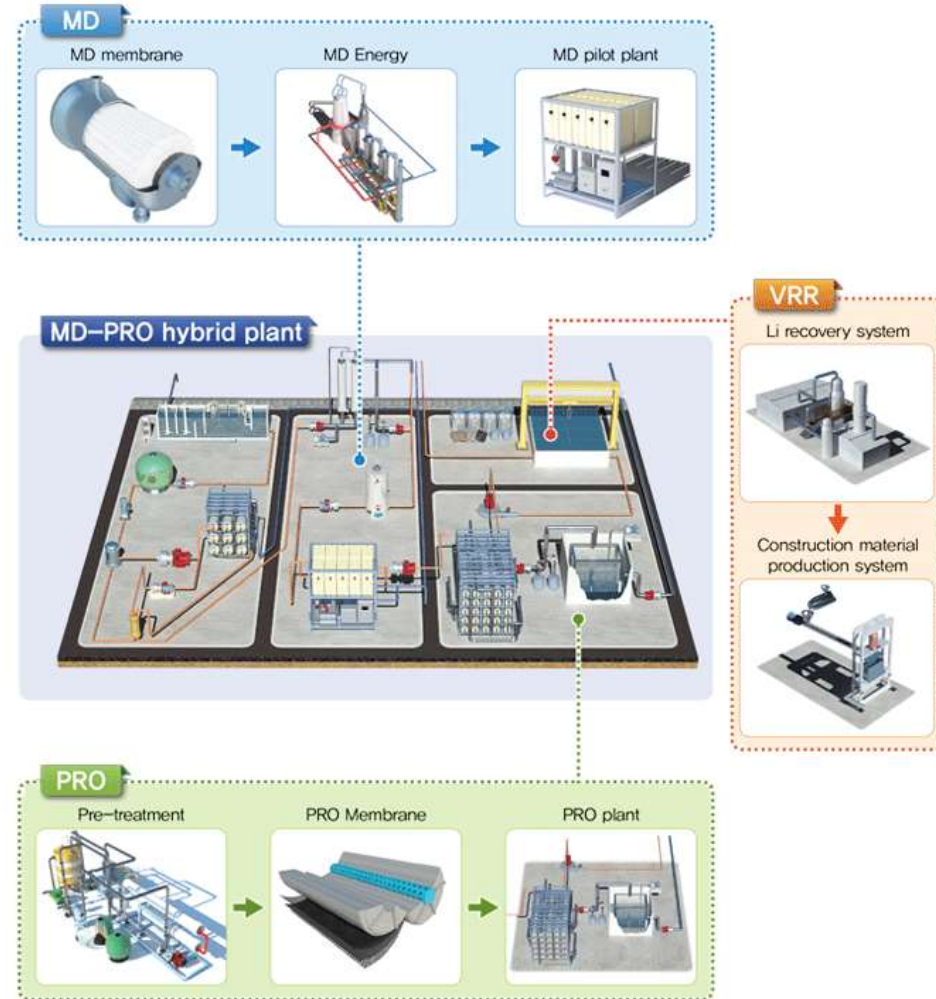 MD
MD membrane
MD Energy
MD pilot plant
MD-PRO hybrid plant
VRR
Li recovery system
Construction material
production system
PRO
Pre-treatment
PRO Membrane
PRO plant